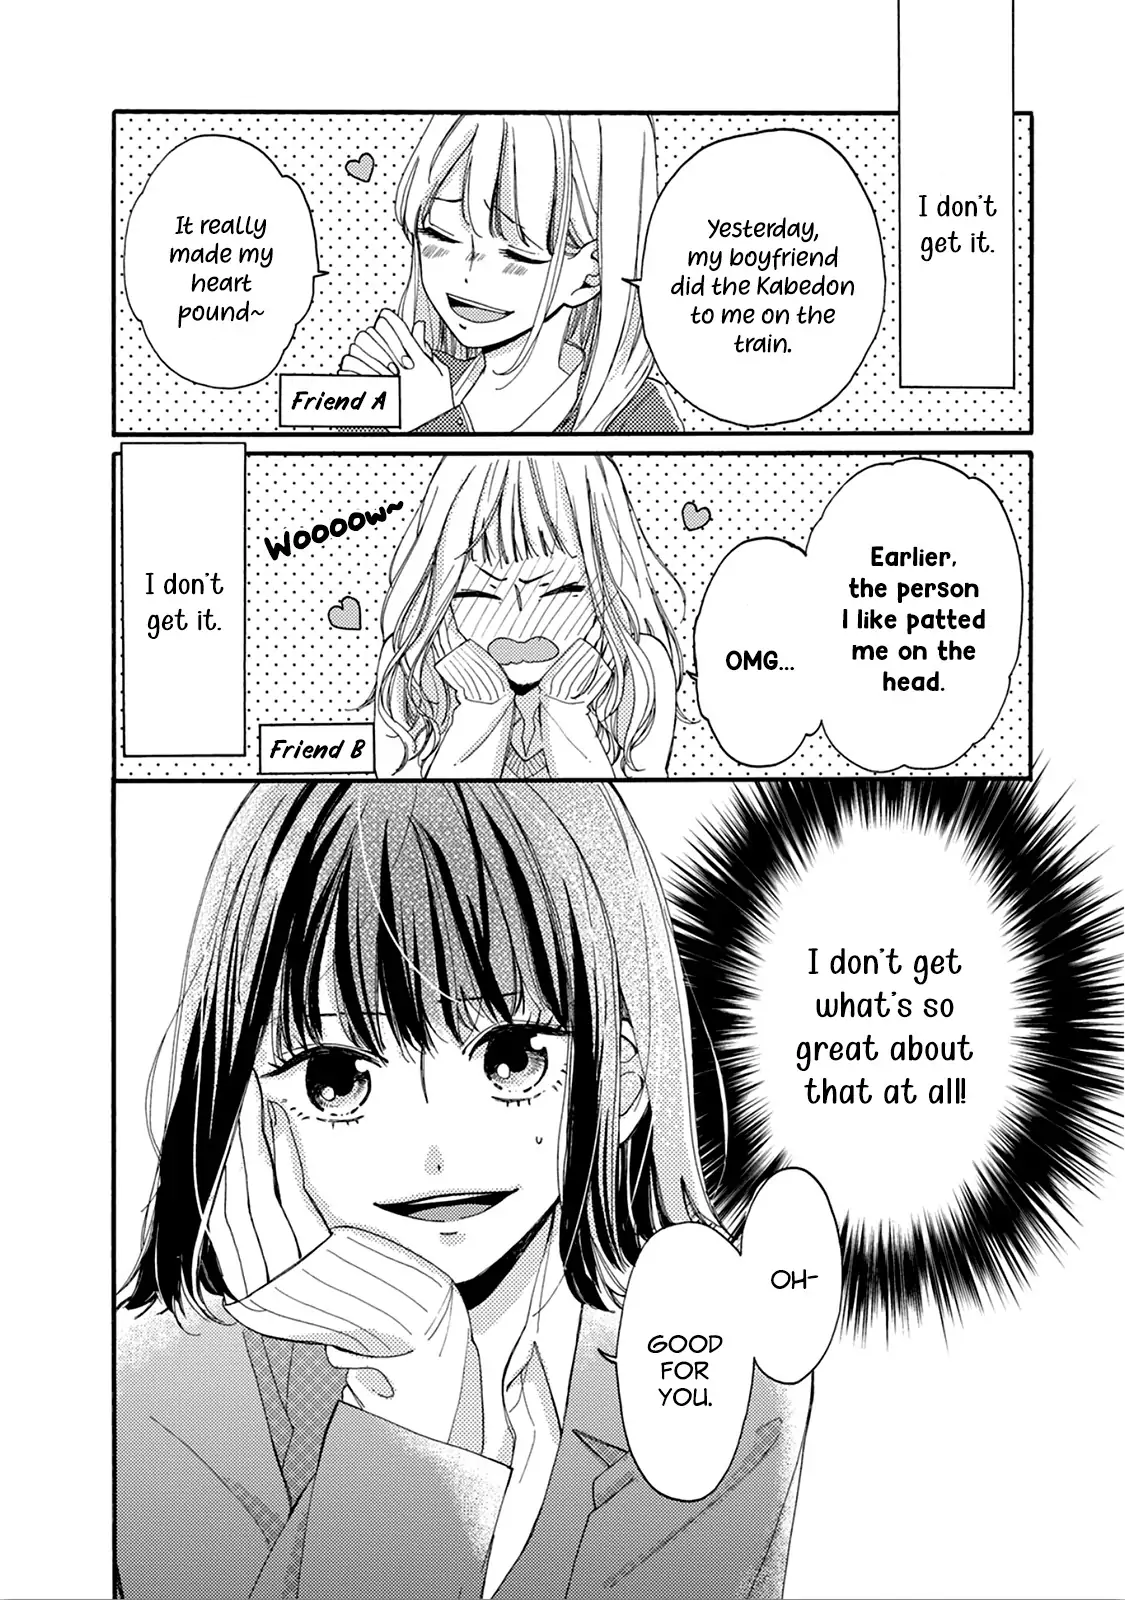 I don't
get it.
Yesterday,
my boyfriend
did the Kabedon
to me on the
train.
It really
made my
heart
pound~
Friend A
Earlier,
the person
I like patted
me on the
head.
OMG...
Woooow~
Friend B
I don't
get it.
I don't get
what's so
great about
that at all!
OH-
GOOD
FOR
YOU.